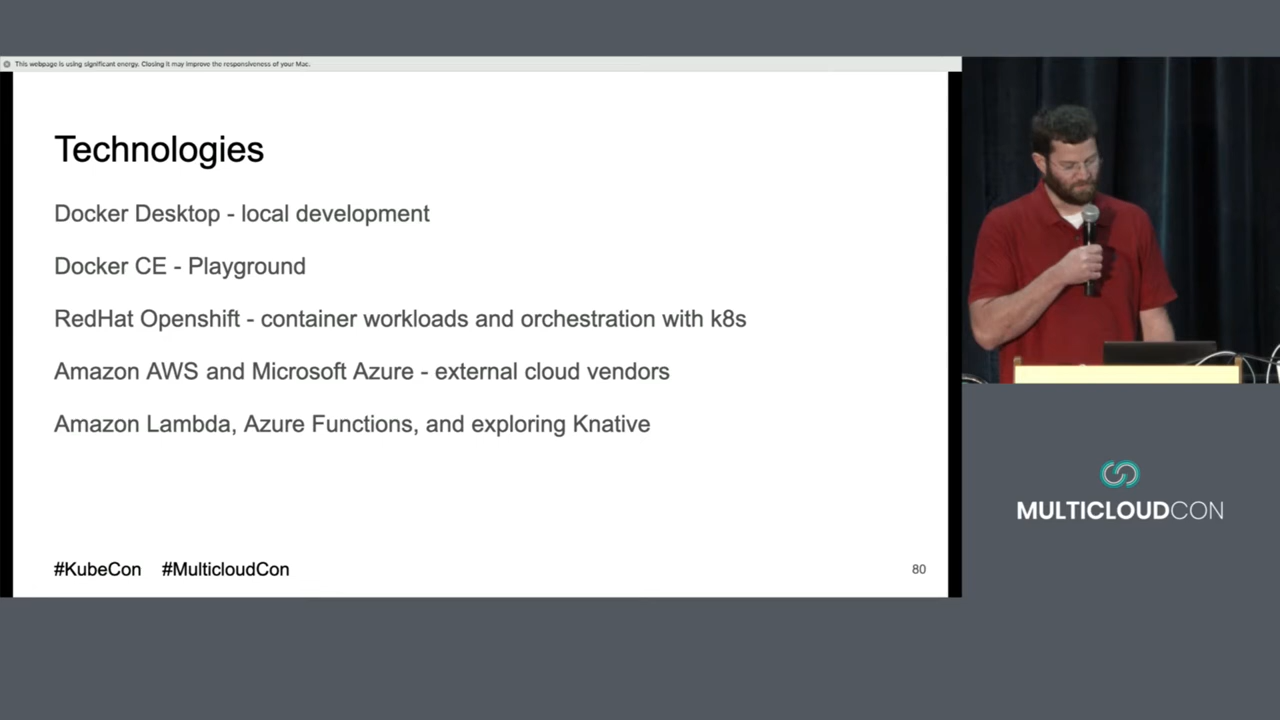 This webpage is using significant energy. Closing it may improve the responsiveness of your Mac.
Technologies
Docker Desktop - local development
Docker CE - Playground
RedHat Openshift - container workloads and orchestration with k8s
Amazon AWS and Microsoft Azure - external cloud vendors
Amazon Lambda, Azure Functions, and exploring Knative
#KubeCon #MulticloudCon
80
MULTICLOUDCON